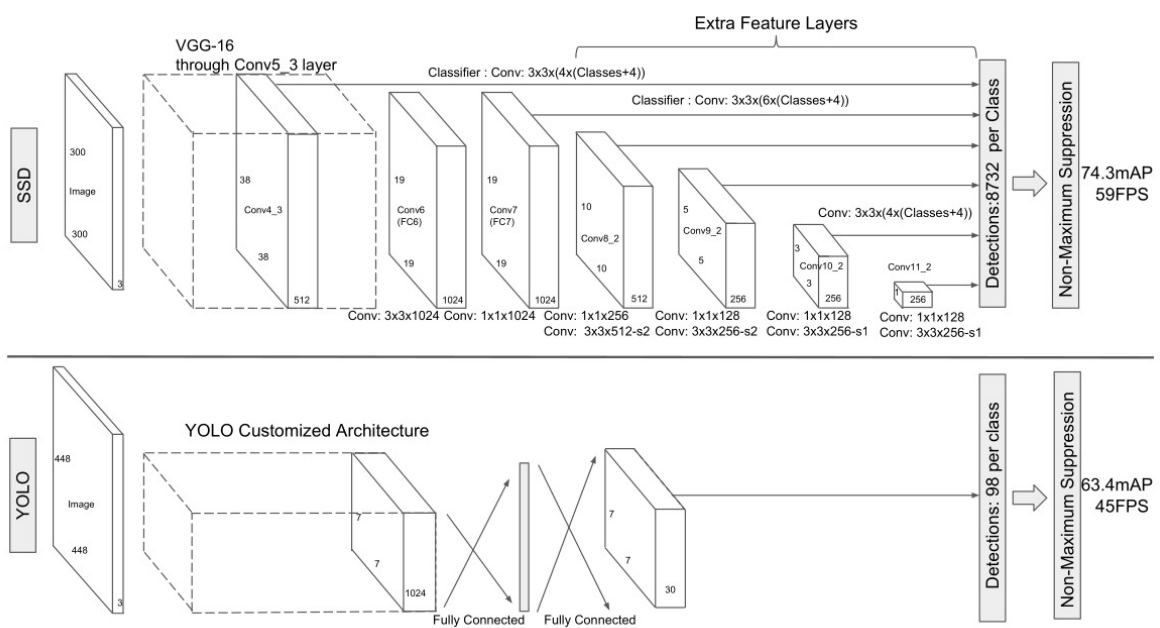 Extra Feature Layers
VGG-16
through Conv5_3 layer
Classifier : Conv: 3x3x(4x(Classes+4))
Classifier : Conv: 3x3x(6x(Classes+4))
SSD
300
Image
300
3
38
Conv4_3
38
512
19
Conv6
(FC6)
19
1024
19
Conv7
(FC7)
19
1024
10
Conv8_2
10
512
5
Conv9_2
5
256
Conv: 3x3x(4x(Classes+4))
3
Conv10_2
3
256
Conv11_2
1
256
Detections:8732 per Class
Non-Maximum Suppression
74.3mAP
59FPS
Conv: 3x3x1024
Conv: 1x1x1024
Conv: 1x1x256
Conv: 3x3x512-s2
Conv: 1x1x128
Conv: 3x3x256-s2
Conv: 1x1x128
Conv: 3x3x256-s1
Conv: 1x1x128
Conv: 3x3x256-s1
YOLO
448
Image
448
3
YOLO Customized Architecture
7
7
1024
Fully Connected
Fully Connected
7
7
30
Detections: 98 per class
Non-Maximum Suppression
63.4mAP
45FPS